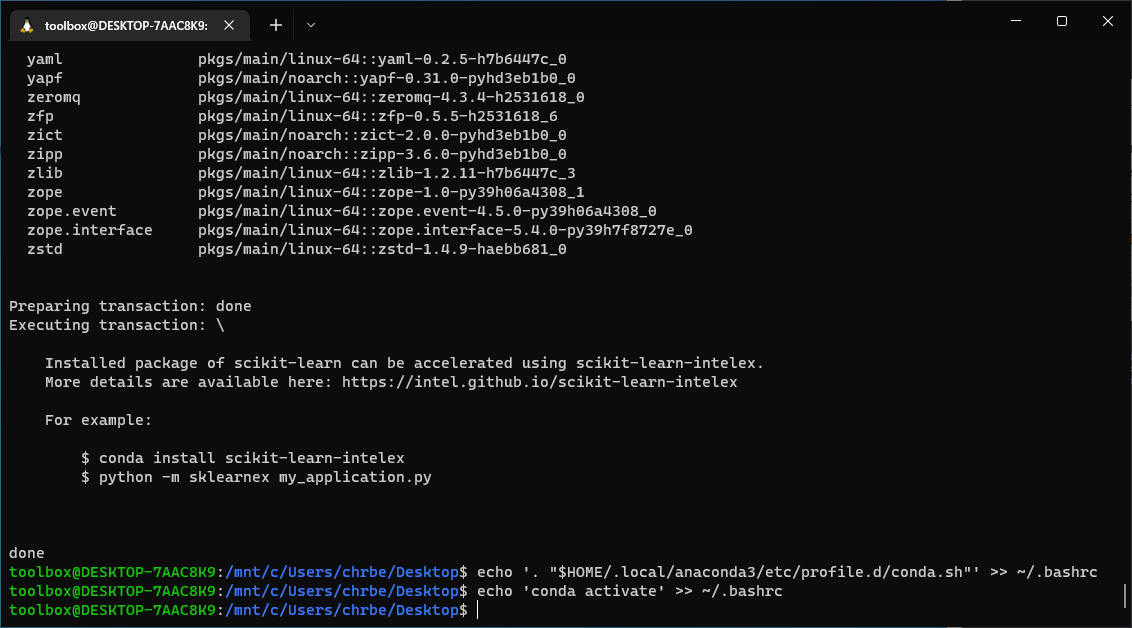 toolbox@DESKTOP-7AAC8K9:
yaml pkgs/main/linux-64::yaml-0.2.5-h7b6447c_0
yapf pkgs/main/noarch::yapf-0.31.0-pyhd3eb1b0_0
zeromq pkgs/main/linux-64::zeromq-4.3.4-h2531618_0
zfp pkgs/main/linux-64::zfp-0.5.5-h2531618_6
zict pkgs/main/noarch::zict-2.0.0-pyhd3eb1b0_0
zipp pkgs/main/noarch::zipp-3.6.0-pyhd3eb1b0_0
zlib pkgs/main/linux-64::zlib-1.2.11-h7b6447c_3
zope pkgs/main/linux-64::zope-1.0-py39h06a4308_1
zope.event pkgs/main/linux-64::zope.event-4.5.0-py39h06a4308_0
zope.interface pkgs/main/linux-64::zope.interface-5.4.0-py39h7f8727e_0
zstd pkgs/main/linux-64::zstd-1.4.9-haebb681_0
Preparing transaction: done
Executing transaction: \
Installed package of scikit-learn can be accelerated using scikit-learn-intelex.
More details are available here: https://intel.github.io/scikit-learn-intelex
For example:
$ conda install scikit-learn-intelex
$ python -m sklearnex my_application.py
done
toolbox@DESKTOP-7AAC8K9:/mnt/c/Users/chrbe/Desktop$ echo '. "$HOME/.local/anaconda3/etc/profile.d/conda.sh"' >> ~/.bashrc
toolbox@DESKTOP-7AAC8K9:/mnt/c/Users/chrbe/Desktop$ echo 'conda activate' >> ~/.bashrc
toolbox@DESKTOP-7AAC8K9:/mnt/c/Users/chrbe/Desktop$